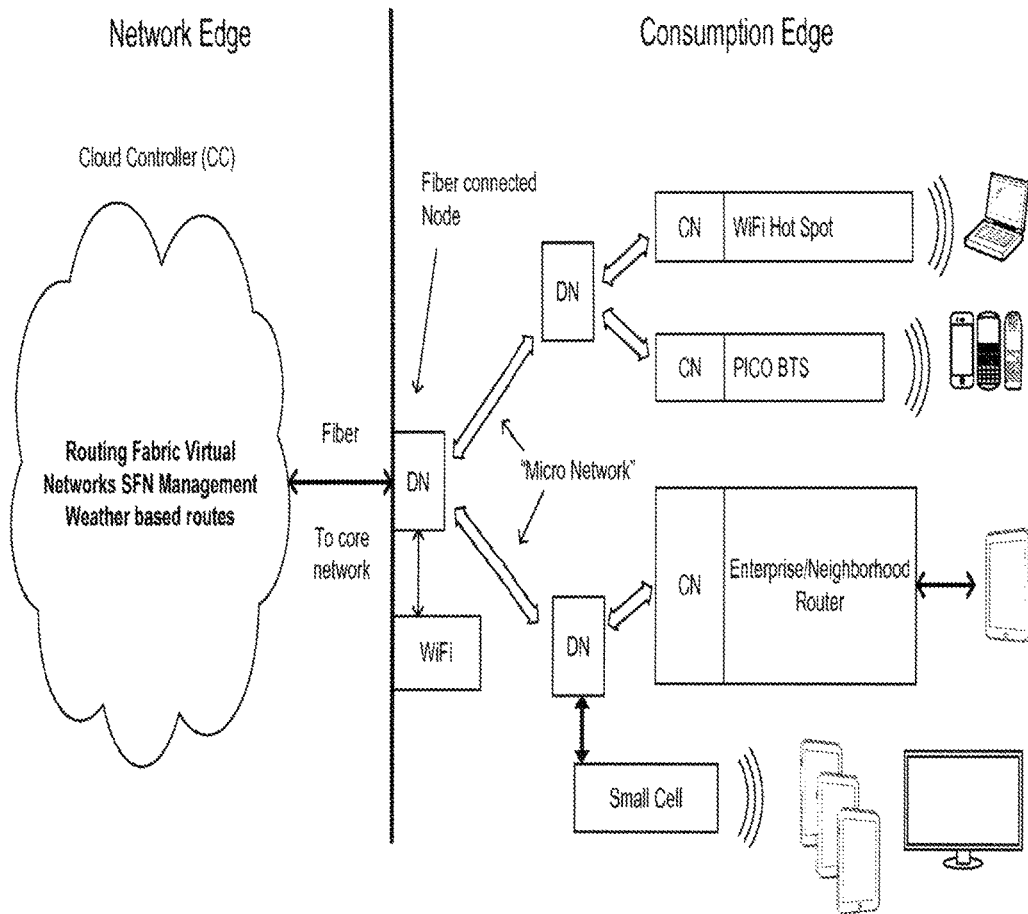 Network Edge
Consumption Edge
Cloud Controller (CC)
Fiber connected
Node
CN
WiFi Hot Spot
DN
CN
PICO BTS
Fiber
Routing Fabric Virtual
Networks SFN Management
Weather based routes
DN
"Micro Network"
To core
network
CN
Enterprise/Neighborhood
Router
WiFi
DN
Small Cell